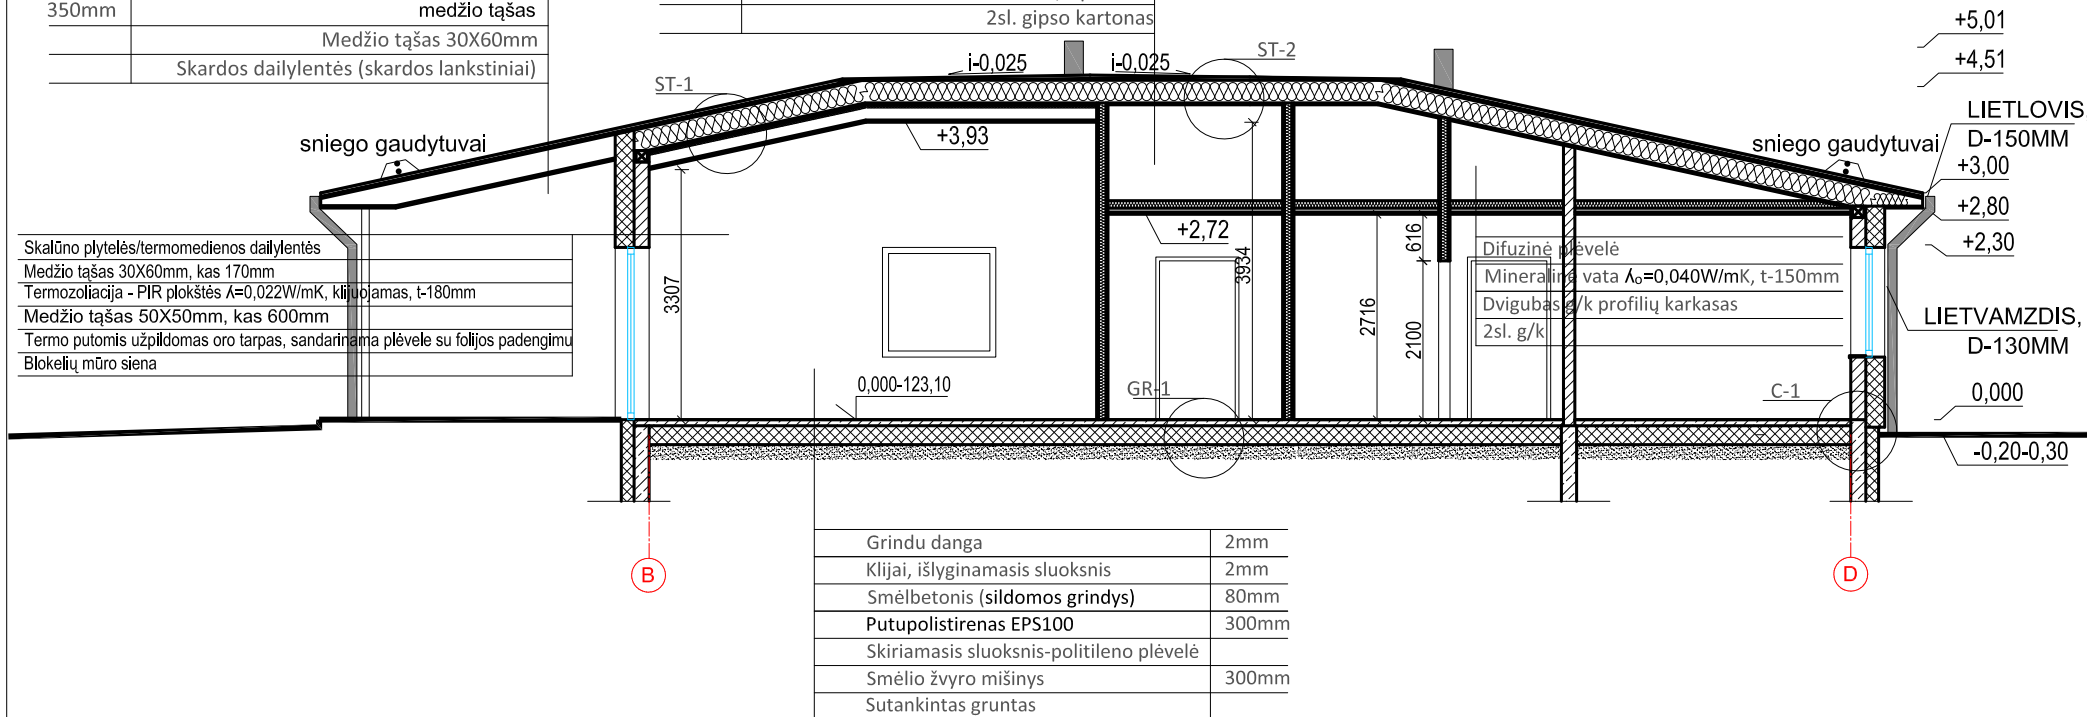 350mm medžio tąšas
Medžio tąšas 30X60mm
Skardos dailylentės (skardos lankstiniai)
2sl. gipso kartonas
ST-1
i-0,025
i-0,025
ST-2
+5,01
+4,51
LIETLOVIS
D-150MM
+3,00
+2,80
+2,30
sniego gaudytuvai
+3,93
sniego gaudytuvai
+2,72
3934
616
3307
2716
2100
Skalūno plytelės/termomedienos dailylentės
Medžio tąšas 30X60mm, kas 170mm
Termozoliacija - PIR plokštės ʎ=0,022W/mK, klijuojamas, t-180mm
Medžio tąšas 50X50mm, kas 600mm
Termo putomis užpildomas oro tarpas, sandarinama plėvele su folijos padengimu
Blokelių mūro siena
Difuzinė plėvelė
Mineralinė vata ʎ₀=0,040W/mK, t-150mm
Dvigubas g/k profilių karkasas
2sl. g/k
LIETVAMZDIS,
D-130MM
0,000-123,10
GR-1
C-1
0,000
-0,20-0,30
B
D
Grindu danga 2mm
Klijai, išlyginamasis sluoksnis 2mm
Smėlbetonis (sildomos grindys) 80mm
Putupolistirenas EPS100 300mm
Skiriamasis sluoksnis-politileno plėvelė
Smėlio žvyro mišinys 300mm
Sutankintas gruntas